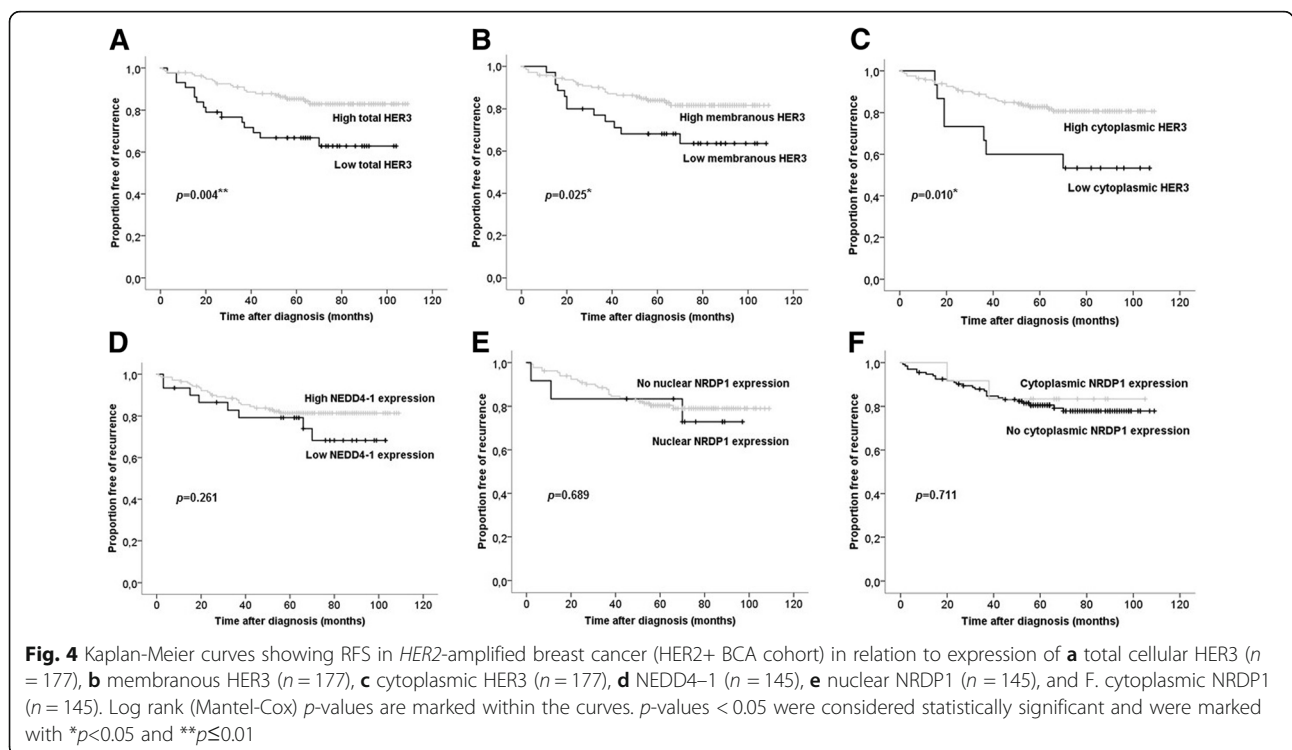 A
Proportion free of recurrence
1,0
0,8
0,6
0,4
0,2
0,0
High total HER3
Low total HER3
p=0.004**
0 20 40 60 80 100 120
Time after diagnosis (months)
B
Proportion free of recurrence
1,0
0,8
0,6
0,4
0,2
0,0
High membranous HER3
Low membranous HER3
p=0.025*
0 20 40 60 80 100 120
Time after diagnosis (months)
C
Proportion free of recurrence
1,0
0,8
0,6
0,4
0,2
0,0
High cytoplasmic HER3
Low cytoplasmic HER3
p=0.010*
0 20 40 60 80 100 120
Time after diagnosis (months)
D
Proportion free of recurrence
1,0
0,8
0,6
0,4
0,2
0,0
High NEDD4-1 expression
Low NEDD4-1 expression
p=0.261
0 20 40 60 80 100 120
Time after diagnosis (months)
E
Proportion free of recurrence
1,0
0,8
0,6
0,4
0,2
0,0
No nuclear NRDP1 expression
Nuclear NRDP1 expression
p=0.689
0 20 40 60 80 100 120
Time after diagnosis (months)
F
Proportion free of recurrence
1,0
0,8
0,6
0,4
0,2
0,0
Cytoplasmic NRDP1 expression
No cytoplasmic NRDP1 expression
p=0.711
0 20 40 60 80 100 120
Time after diagnosis (months)
Fig. 4 Kaplan-Meier curves showing RFS in HER2-amplified breast cancer (HER2+ BCA cohort) in relation to expression of a total cellular HER3 (n
= 177), b membranous HER3 (n = 177), c cytoplasmic HER3 (n = 177), d NEDD4–1 (n = 145), e nuclear NRDP1 (n = 145), and F. cytoplasmic NRDP1
(n = 145). Log rank (Mantel-Cox) p-values are marked within the curves. p-values < 0.05 were considered statistically significant and were marked
with *p<0.05 and **p≤0.01